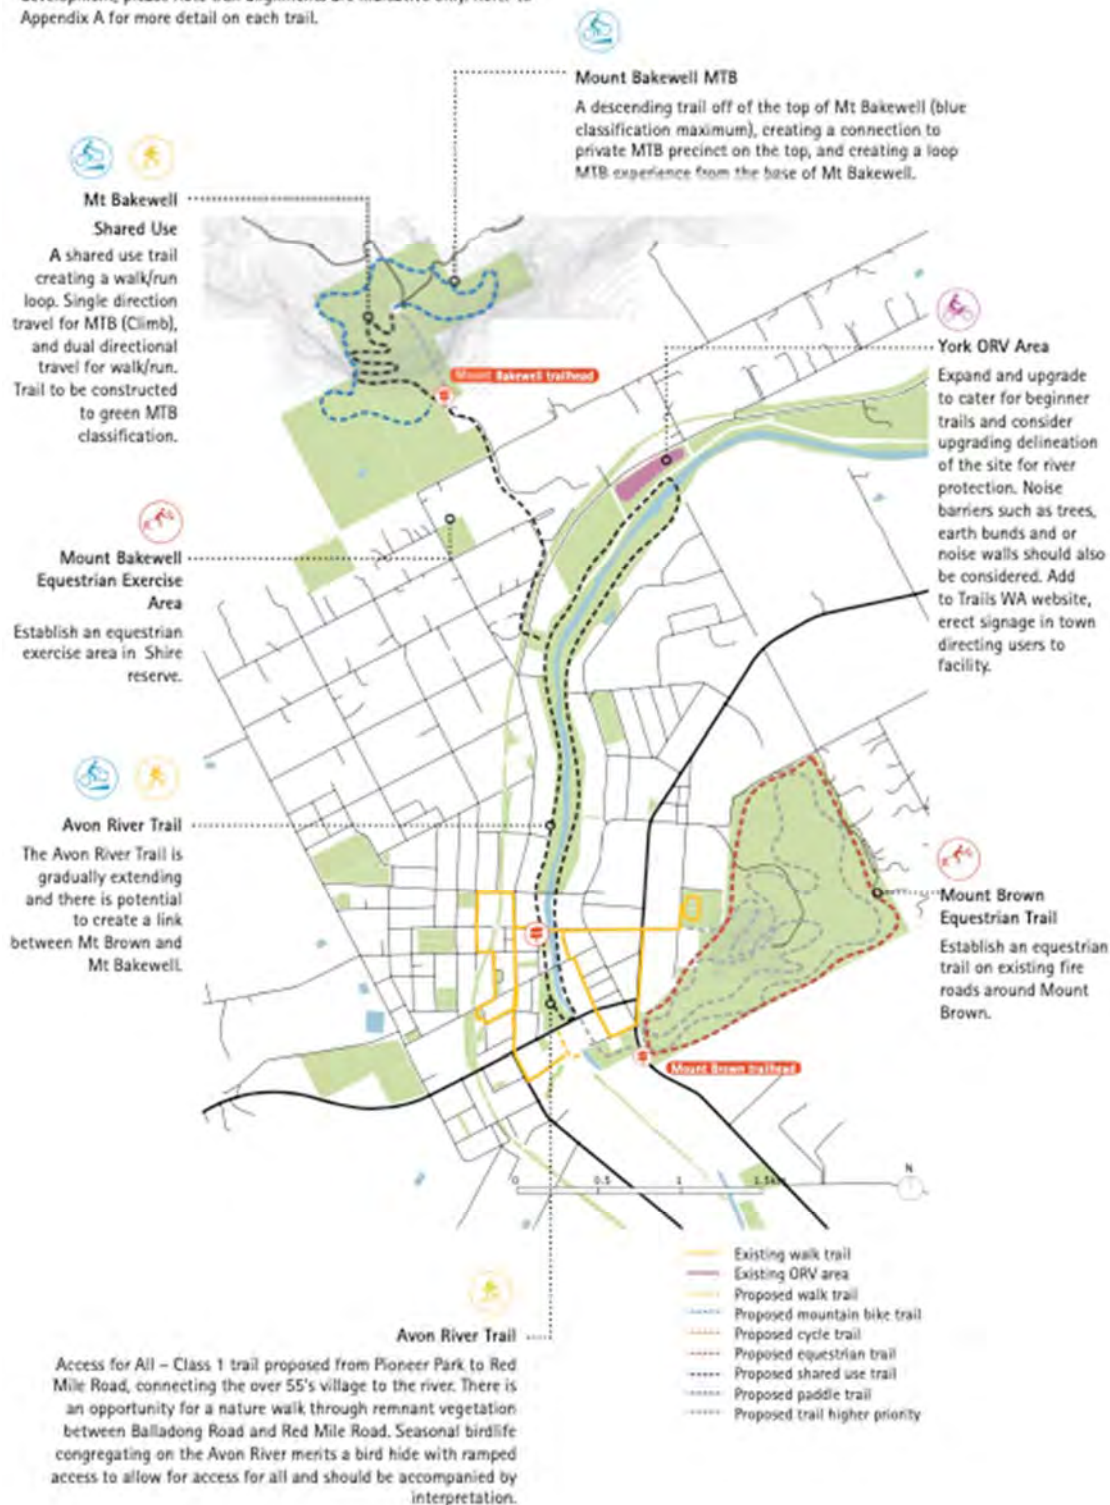 Appendix A for more detail on each trail.
Mount Bakewell MTB
A descending trail off of the top of Mt Bakewell (blue
classification maximum), creating a connection to
private MTB precinct on the top, and creating a loop
MTB experience from the base of Mt Bakewell.
Mt Bakewell
Shared Use
A shared use trail
creating a walk/run
loop. Single direction
travel for MTB (Climb),
and dual directional
travel for walk/run.
Trail to be constructed
to green MTB
classification.
Mount Bakewell trailhead
York ORV Area
Expand and upgrade
to cater for beginner
trails and consider
upgrading delineation
of the site for river
protection. Noise
barriers such as trees,
earth bunds and or
noise walls should also
be considered. Add
to Trails WA website,
erect signage in town
directing users to
facility.
Mount Bakewell
Equestrian Exercise
Area
Establish an equestrian
exercise area in Shire
reserve.
Avon River Trail
The Avon River Trail is
gradually extending
and there is potential
to create a link
between Mt Brown and
Mt Bakewell.
Mount Brown
Equestrian Trail
Establish an equestrian
trail on existing fire
roads around Mount
Brown.
Mount Brown trailhead
N
0 0.5 1 1.5km
Existing walk trail
Existing ORV area
Proposed walk trail
Proposed mountain bike trail
Proposed cycle trail
Proposed equestrian trail
Proposed shared use trail
Proposed paddle trail
Proposed trail higher priority
Avon River Trail
Access for All – Class 1 trail proposed from Pioneer Park to Red
Mile Road, connecting the over 55's village to the river. There is
an opportunity for a nature walk through remnant vegetation
between Balladong Road and Red Mile Road. Seasonal birdlife
congregating on the Avon River merits a bird hide with ramped
access to allow for access for all and should be accompanied by
interpretation.